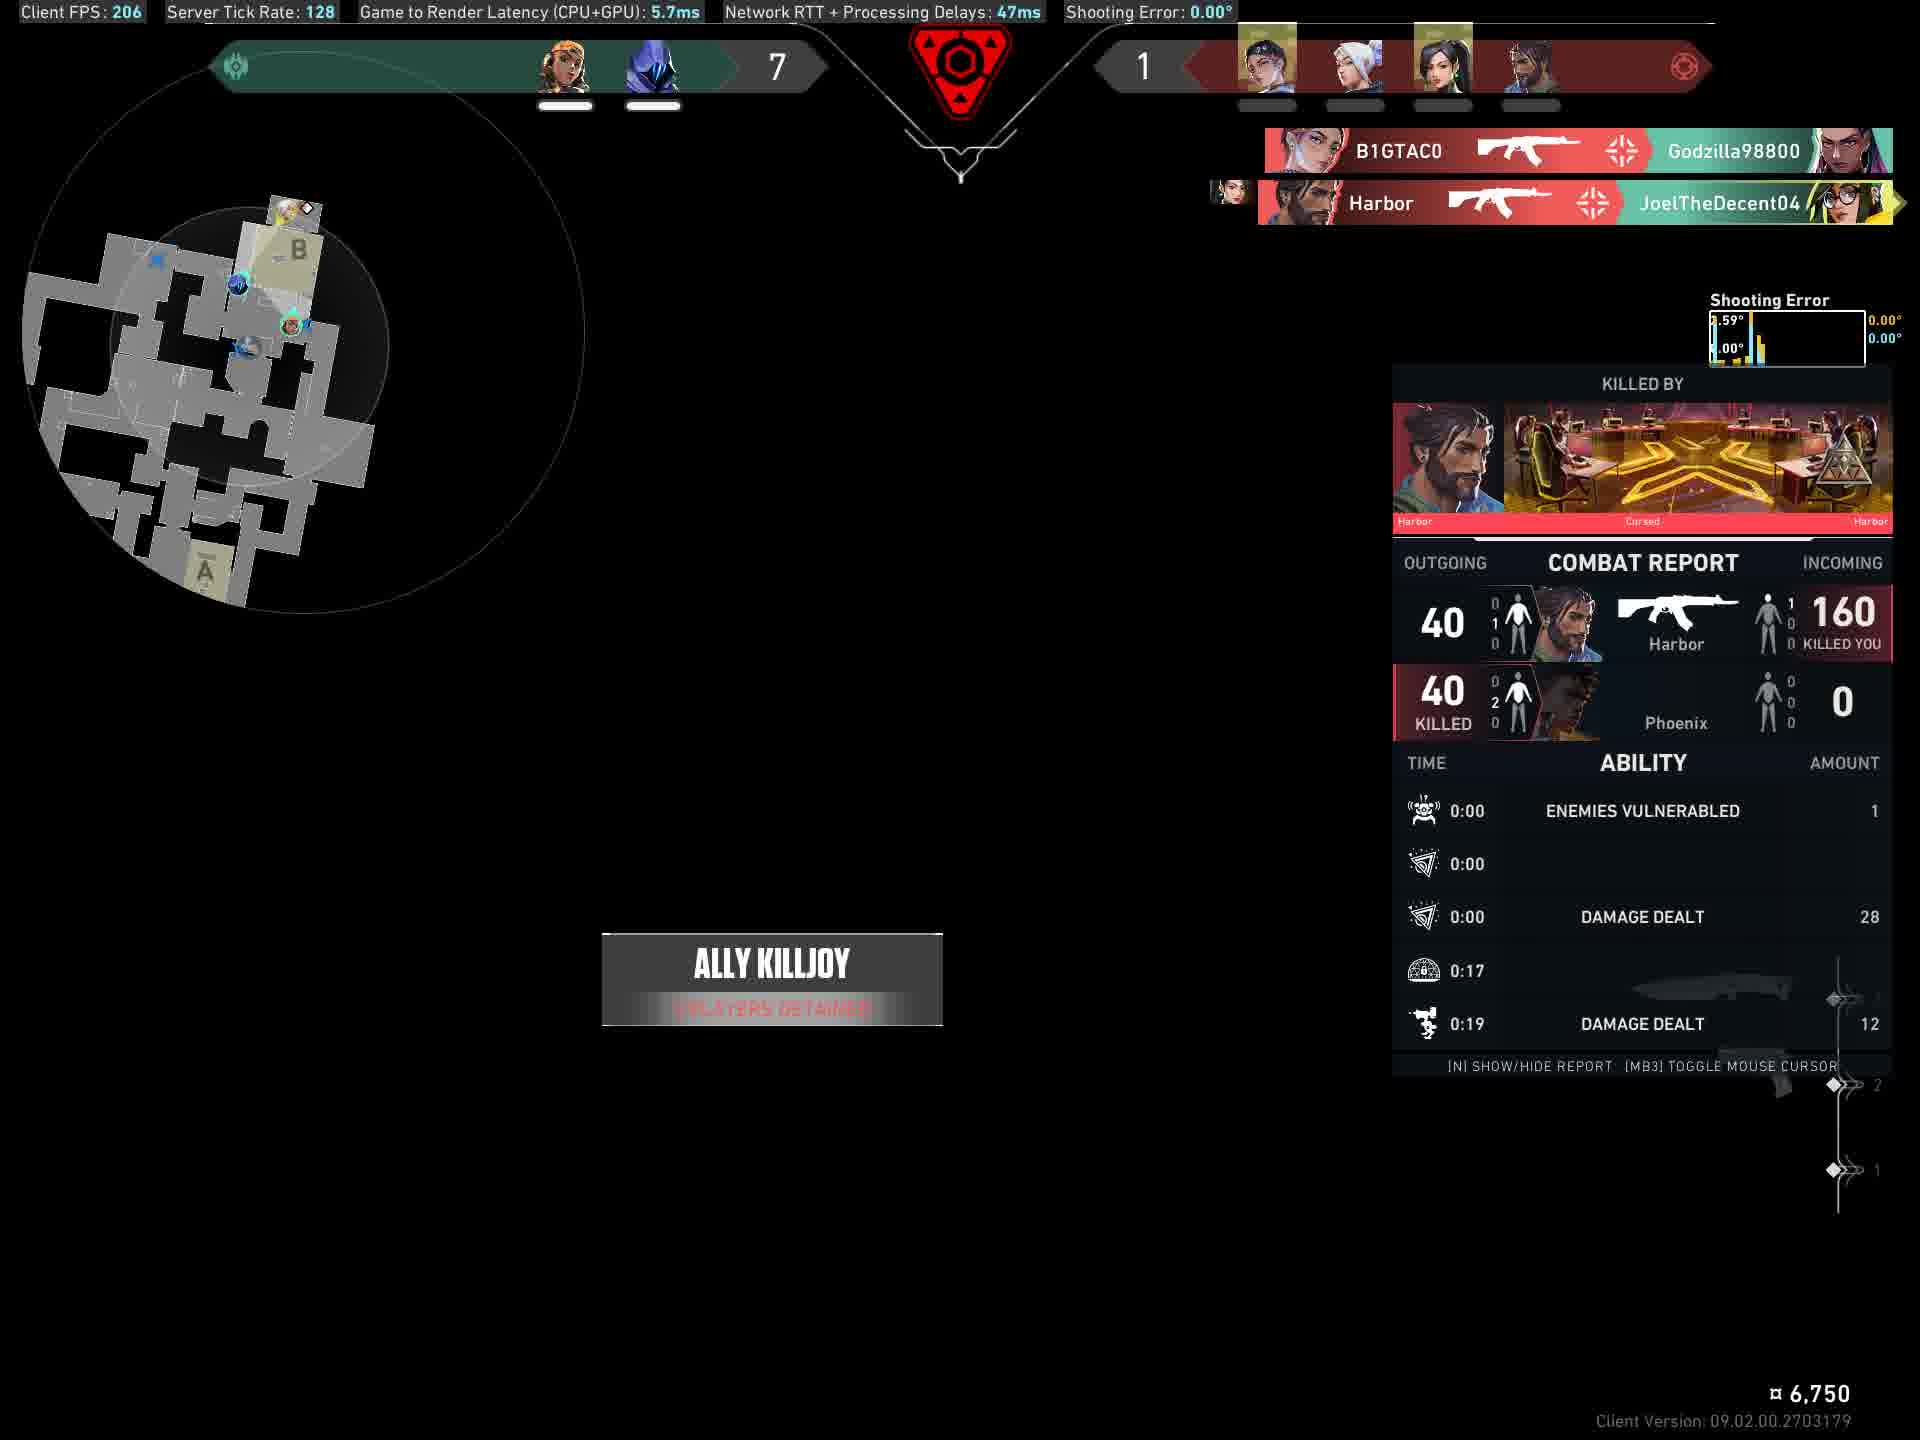 Client FPS: 206 Server Tick Rate: 128 Game to Render Latency (CPU+GPU): 5.7ms Network RTT + Processing Delays: 47ms Shooting Error: 0.00°
7
1
B1GTAC0 Godzilla98800
Harbor JoelTheDecent04
B
A
Shooting Error
.59° 0.00°
.00° 0.00°
KILLED BY
Harbor Cursed Harbor
OUTGOING COMBAT REPORT INCOMING
40 0 1 0 Harbor 1 0 0 160 KILLED YOU
40 KILLED 0 2 0 Phoenix 0 0 0 0
TIME ABILITY AMOUNT
0:00 ENEMIES VULNERABLED 1
0:00
0:00 DAMAGE DEALT 28
0:17
0:19 DAMAGE DEALT 12
[N] SHOW/HIDE REPORT [MB3] TOGGLE MOUSE CURSOR
ALLY KILLJOY
PLAYERS DETAINED
2
1
¤ 6,750
Client Version: 09.02.00.2703179